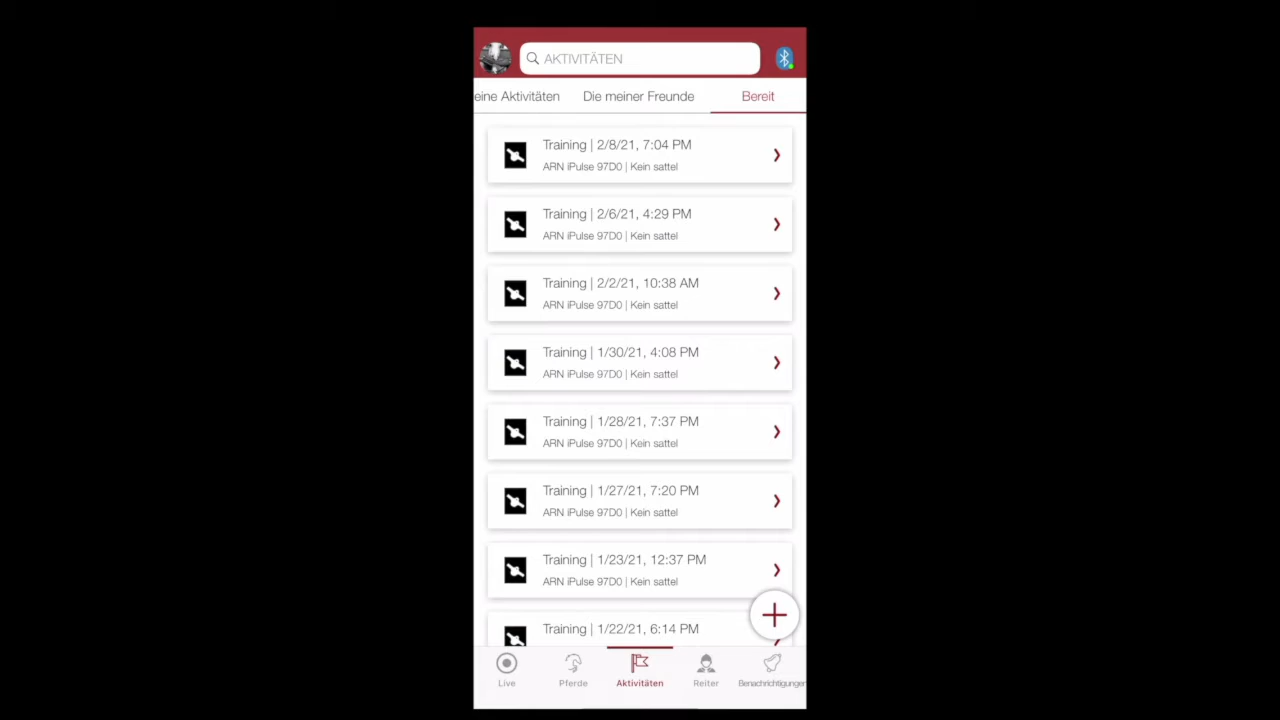 AKTIVITÄTEN
eine Aktivitäten Die meiner Freunde Bereit
Training | 2/8/21, 7:04 PM
ARN iPulse 97D0 | Kein sattel
Training | 2/6/21, 4:29 PM
ARN iPulse 97D0 | Kein sattel
Training | 2/2/21, 10:38 AM
ARN iPulse 97D0 | Kein sattel
Training | 1/30/21, 4:08 PM
ARN iPulse 97D0 | Kein sattel
Training | 1/28/21, 7:37 PM
ARN iPulse 97D0 | Kein sattel
Training | 1/27/21, 7:20 PM
ARN iPulse 97D0 | Kein sattel
Training | 1/23/21, 12:37 PM
ARN iPulse 97D0 | Kein sattel
Training | 1/22/21, 6:14 PM
Live Pferde Aktivitäten Reiter Benachrichtigungen